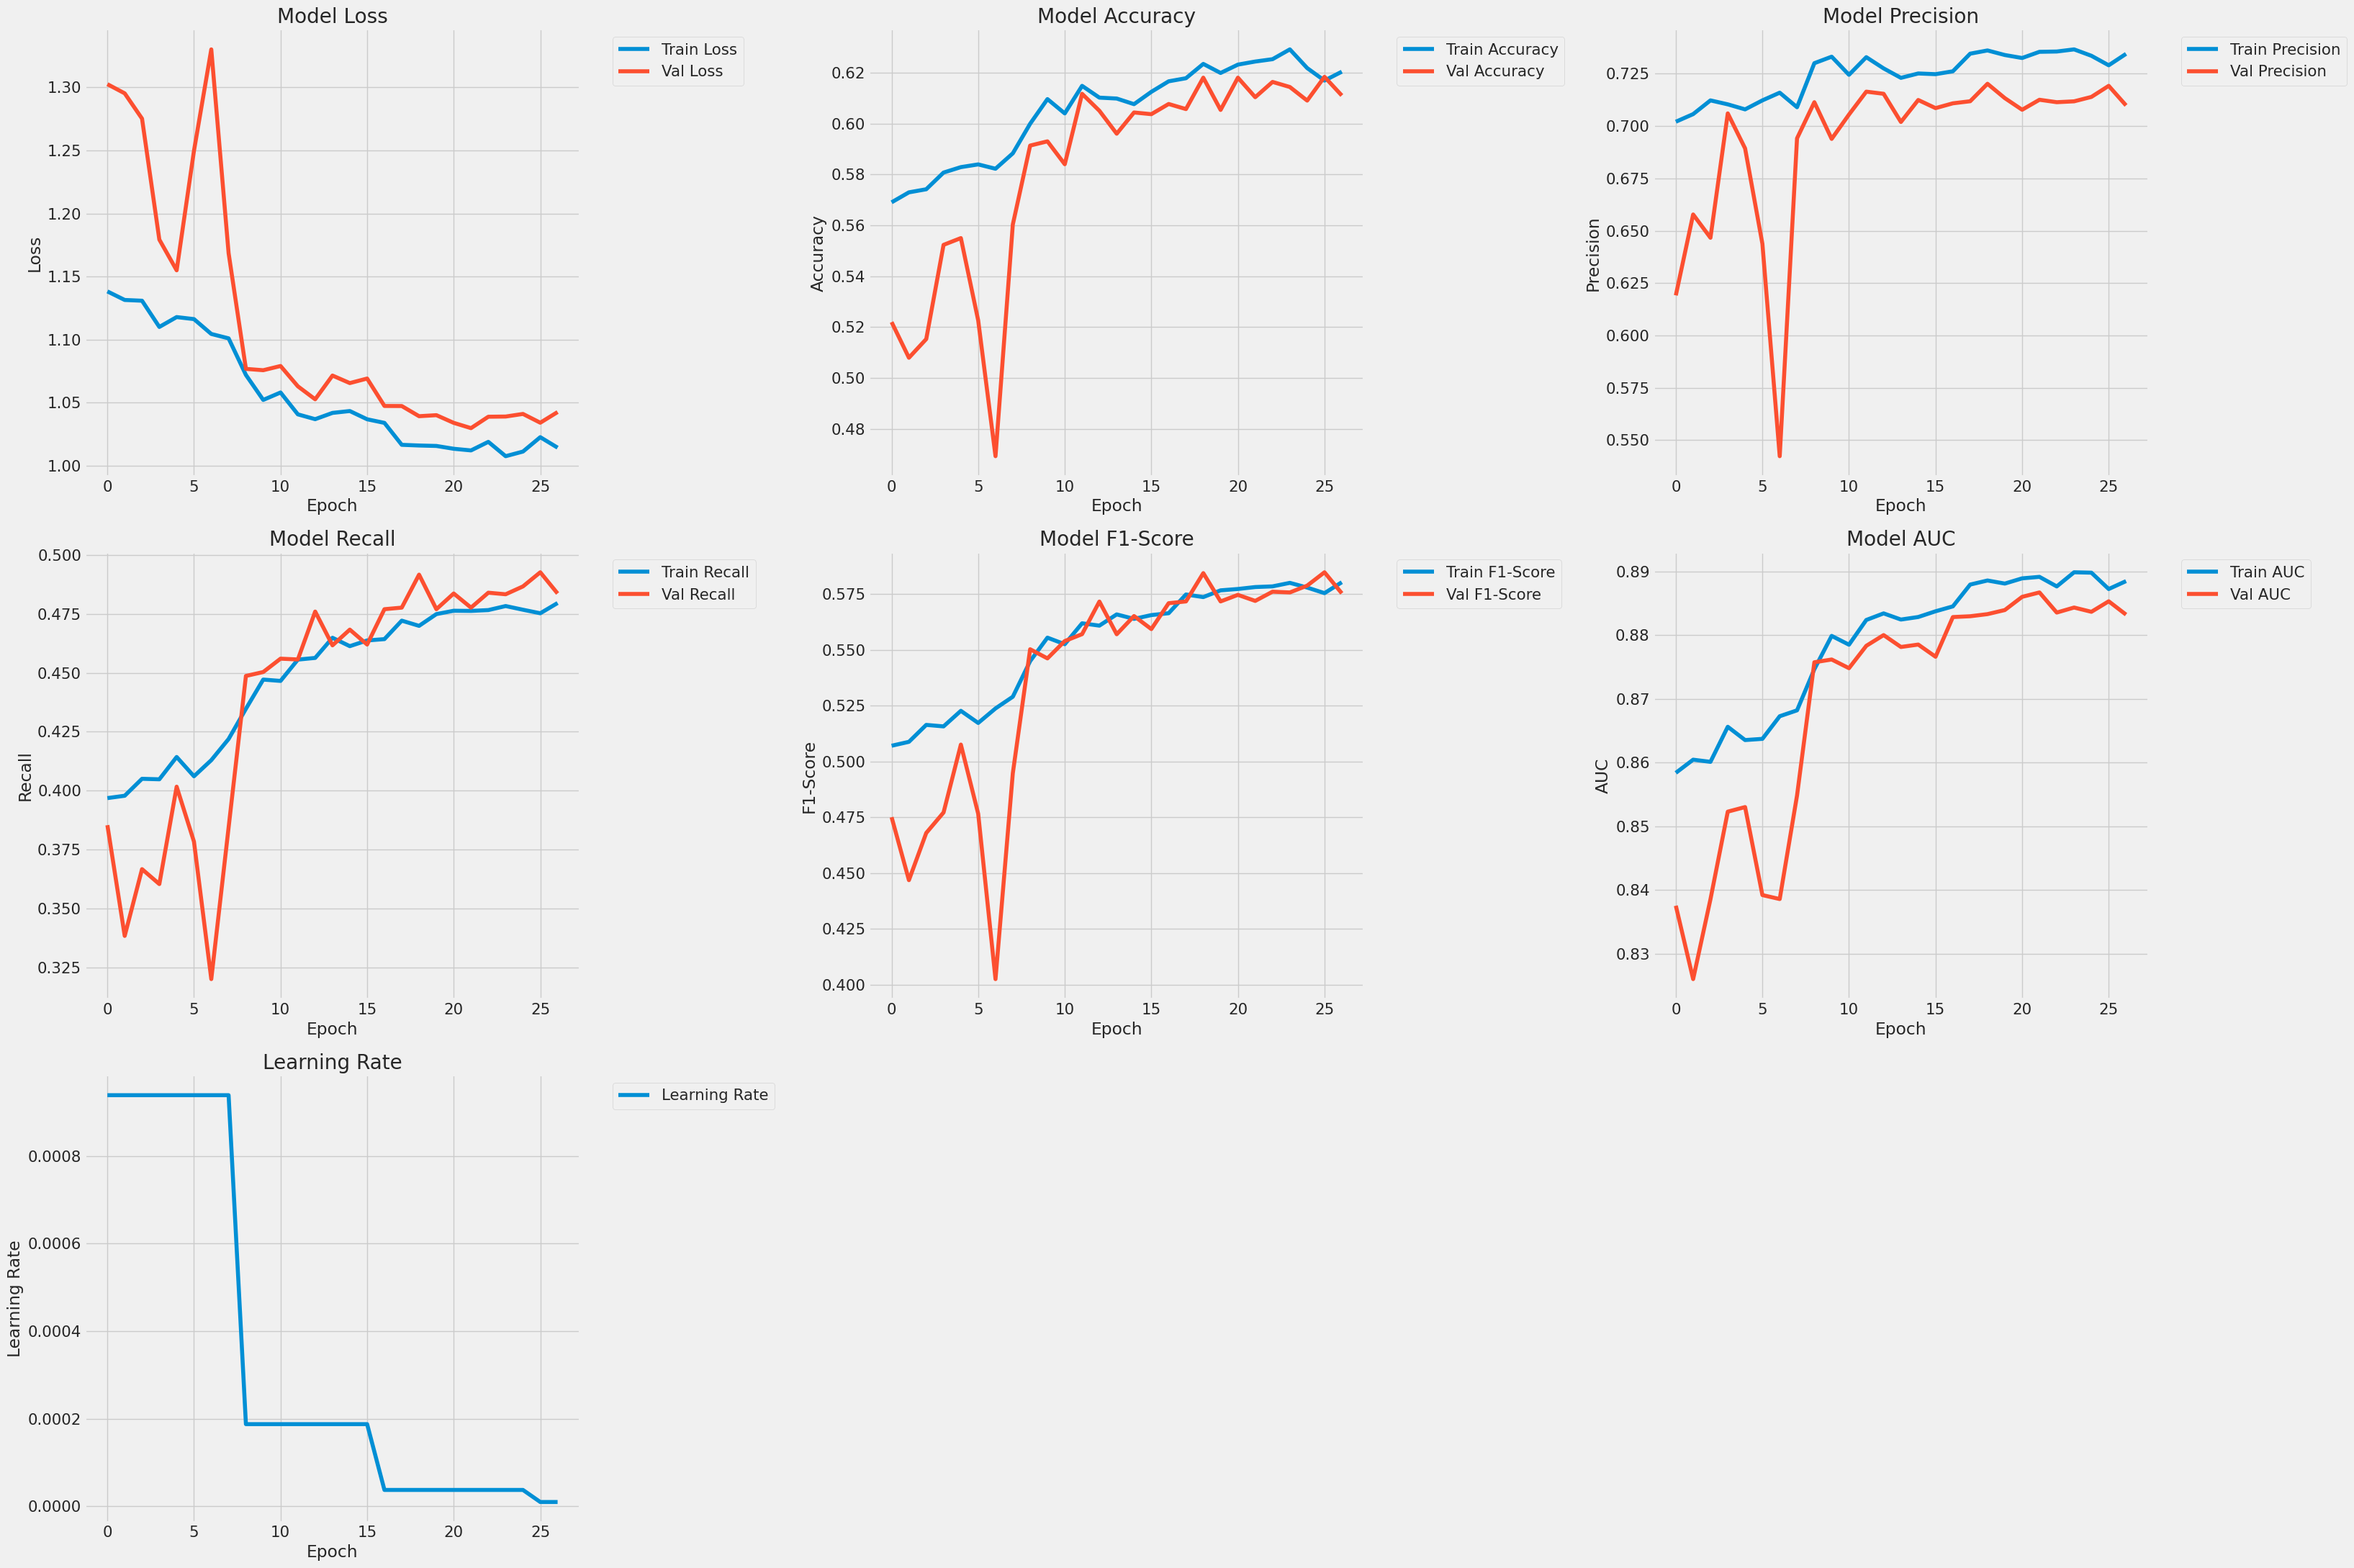 Model Loss
Train Loss
Val Loss
1.30
1.25
1.20
1.15
1.10
1.05
1.00
Loss
0 5 10 15 20 25
Epoch
Model Accuracy
Train Accuracy
Val Accuracy
0.62
0.60
0.58
0.56
0.54
0.52
0.50
0.48
Accuracy
0 5 10 15 20 25
Epoch
Model Precision
Train Precision
Val Precision
0.725
0.700
0.675
0.650
0.625
0.600
0.575
0.550
Precision
0 5 10 15 20 25
Epoch
Model Recall
Train Recall
Val Recall
0.500
0.475
0.450
0.425
0.400
0.375
0.350
0.325
Recall
0 5 10 15 20 25
Epoch
Model F1-Score
Train F1-Score
Val F1-Score
0.575
0.550
0.525
0.500
0.475
0.450
0.425
0.400
F1-Score
0 5 10 15 20 25
Epoch
Model AUC
Train AUC
Val AUC
0.89
0.88
0.87
0.86
0.85
0.84
0.83
AUC
0 5 10 15 20 25
Epoch
Learning Rate
Learning Rate
0.0008
0.0006
0.0004
0.0002
0.0000
Learning Rate
0 5 10 15 20 25
Epoch